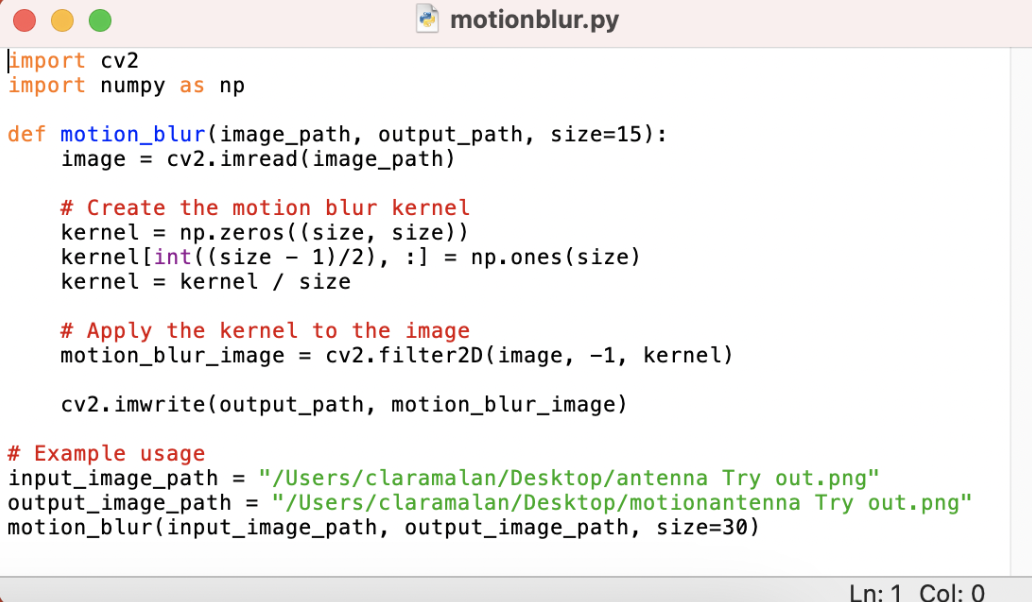 motionblur.py
import cv2
import numpy as np
def motion_blur(image_path, output_path, size=15):
    image = cv2.imread(image_path)
    # Create the motion blur kernel
    kernel = np.zeros((size, size))
    kernel[int((size - 1)/2), :] = np.ones(size)
    kernel = kernel / size
    # Apply the kernel to the image
    motion_blur_image = cv2.filter2D(image, -1, kernel)
    cv2.imwrite(output_path, motion_blur_image)
# Example usage
input_image_path = "/Users/claramalan/Desktop/antenna Try out.png"
output_image_path = "/Users/claramalan/Desktop/motionantenna Try out.png"
motion_blur(input_image_path, output_image_path, size=30)
Ln: 1 Col: 0